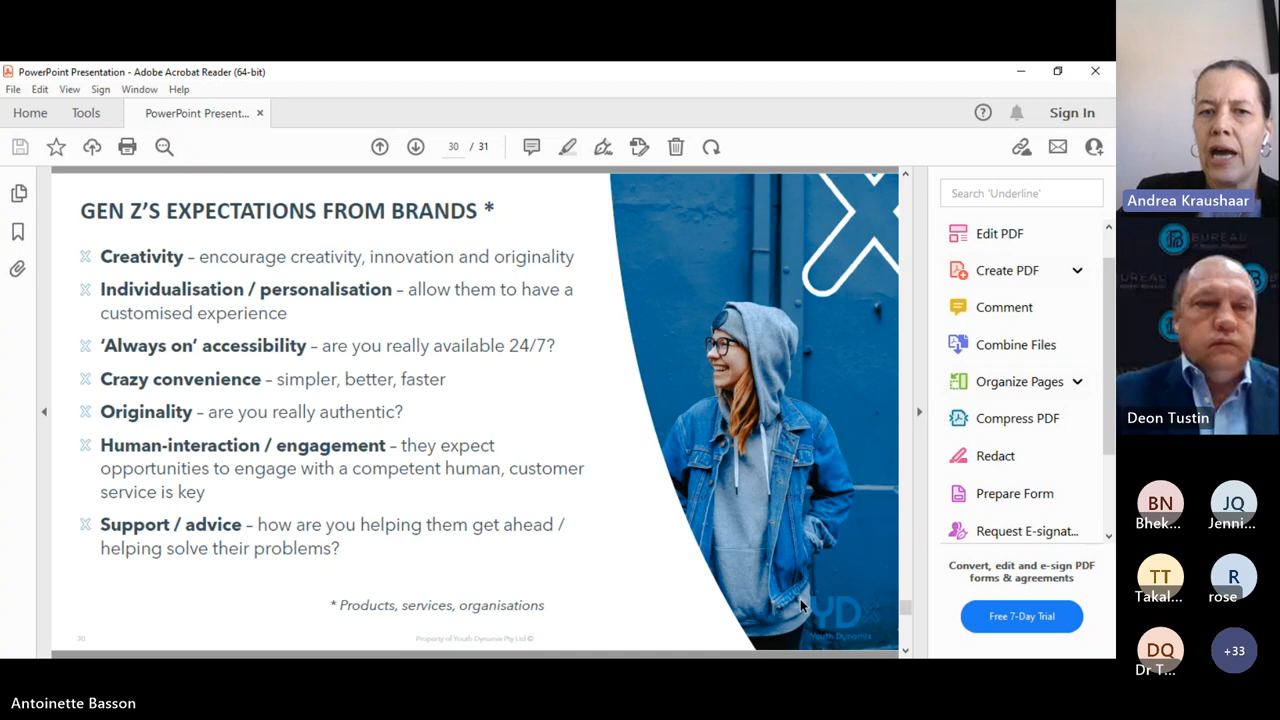 PowerPoint Presentation - Adobe Acrobat Reader (64-bit)
File Edit View Sign Window Help
Home Tools PowerPoint Present... × Sign In
30 / 31
GEN Z'S EXPECTATIONS FROM BRANDS *
Creativity – encourage creativity, innovation and originality
Individualisation / personalisation – allow them to have a
customised experience
'Always on' accessibility – are you really available 24/7?
Crazy convenience – simpler, better, faster
Originality – are you really authentic?
Human-interaction / engagement – they expect
opportunities to engage with a competent human, customer
service is key
Support / advice – how are you helping them get ahead /
helping solve their problems?
* Products, services, organisations
30
Property of Youth Dynamix Pty Ltd ©
YDx
Youth Dynamix
Search 'Underline'
Edit PDF
Create PDF
Comment
Combine Files
Organize Pages
Compress PDF
Redact
Prepare Form
Request E-signat...
Convert, edit and e-sign PDF
forms & agreements
Free 7-Day Trial
Andrea Kraushaar
BUREAU
Deon Tustin
BN JQ
Bhek... Jenni...
TT R
Takal... rose
DQ +33
Dr T...
Antoinette Basson